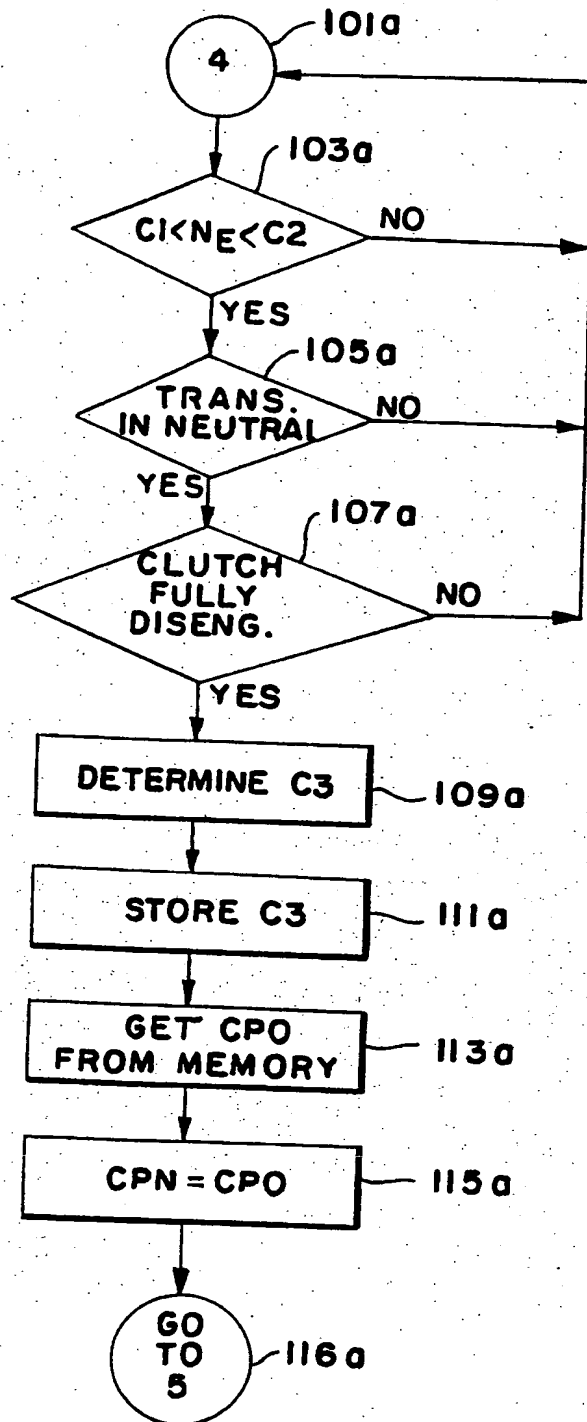 101a
4
103a
C1<NE<C2
NO
YES
105a
TRANS.
IN NEUTRAL
NO
YES
107a
CLUTCH
FULLY
DISENG.
NO
YES
DETERMINE C3
109a
STORE C3
111a
GET CPO
FROM MEMORY
113a
CPN = CPO
115a
GO
TO
5
116a